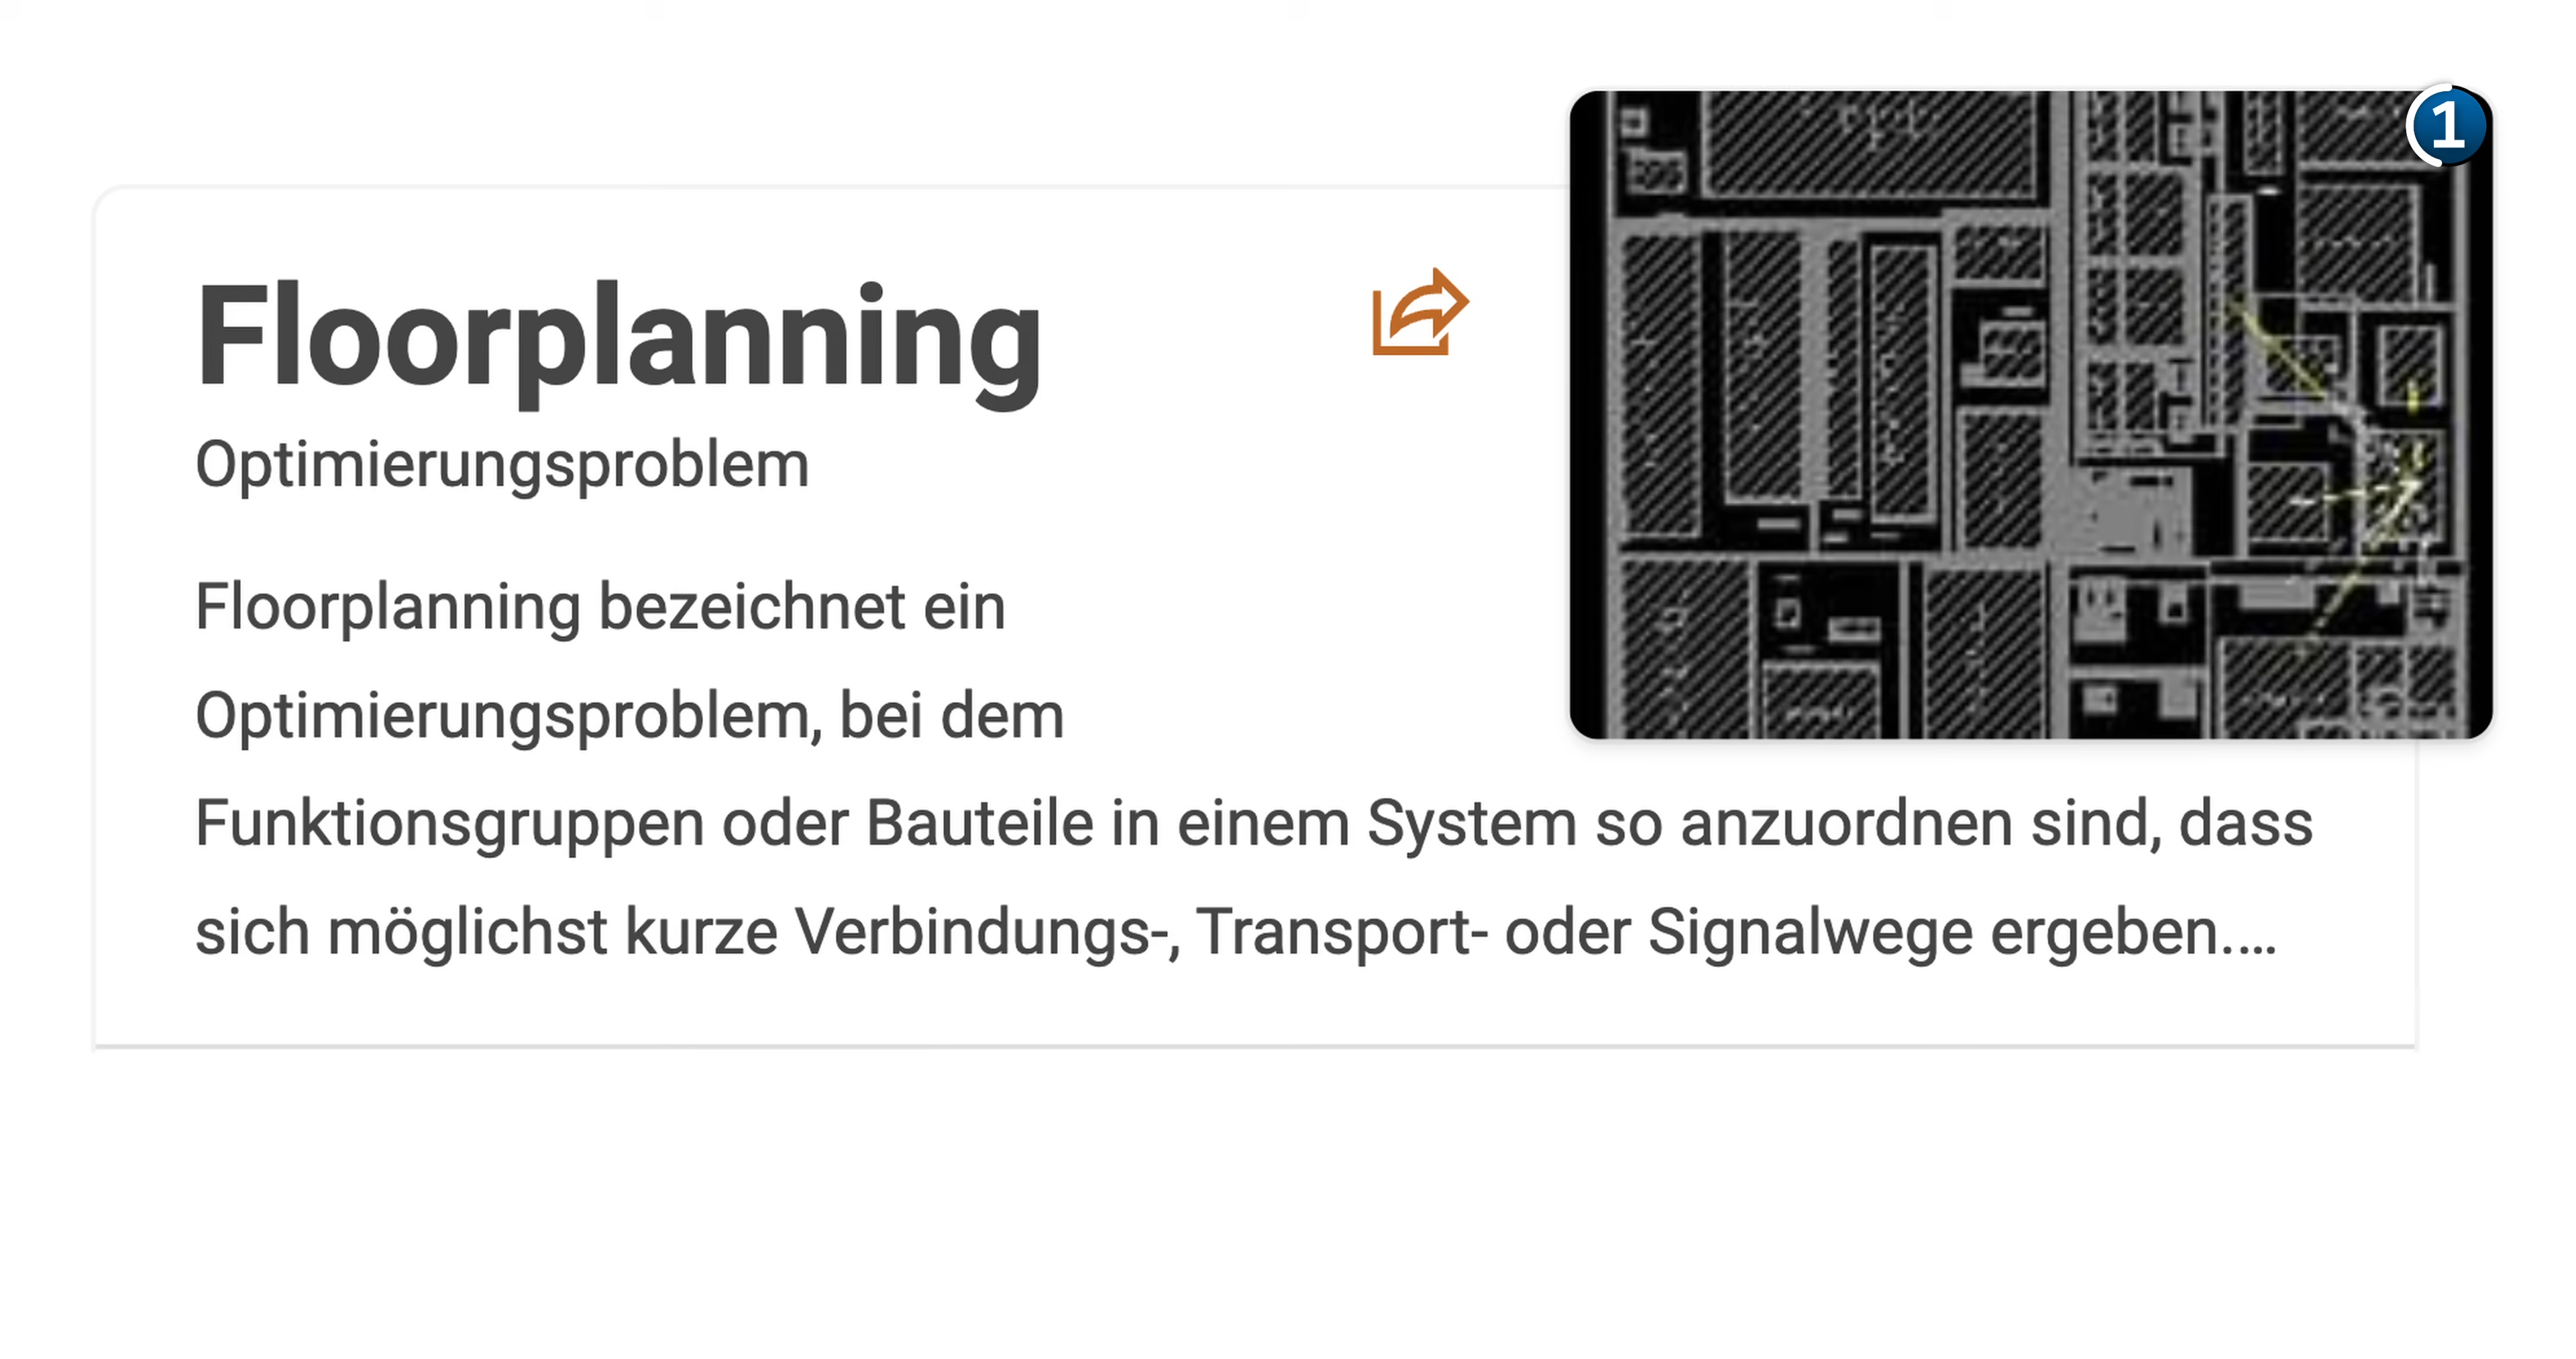 1
Floorplanning
Optimierungsproblem
Floorplanning bezeichnet ein
Optimierungsproblem, bei dem
Funktionsgruppen oder Bauteile in einem System so anzuordnen sind, dass
sich möglichst kurze Verbindungs-, Transport- oder Signalwege ergeben.…